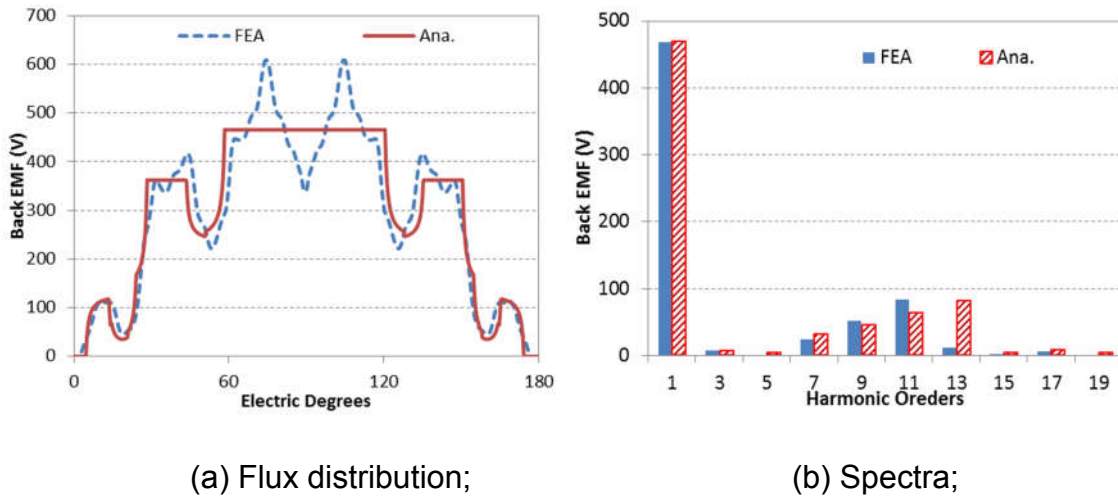 700
600
500
400
300
200
100
0
Back EMF (V)
FEA
Ana.
0 60 120 180
Electric Degrees
500
400
300
200
100
0
Back EMF (V)
FEA
Ana.
1 3 5 7 9 11 13 15 17 19
Harmonic Oreders
(a) Flux distribution;
(b) Spectra;